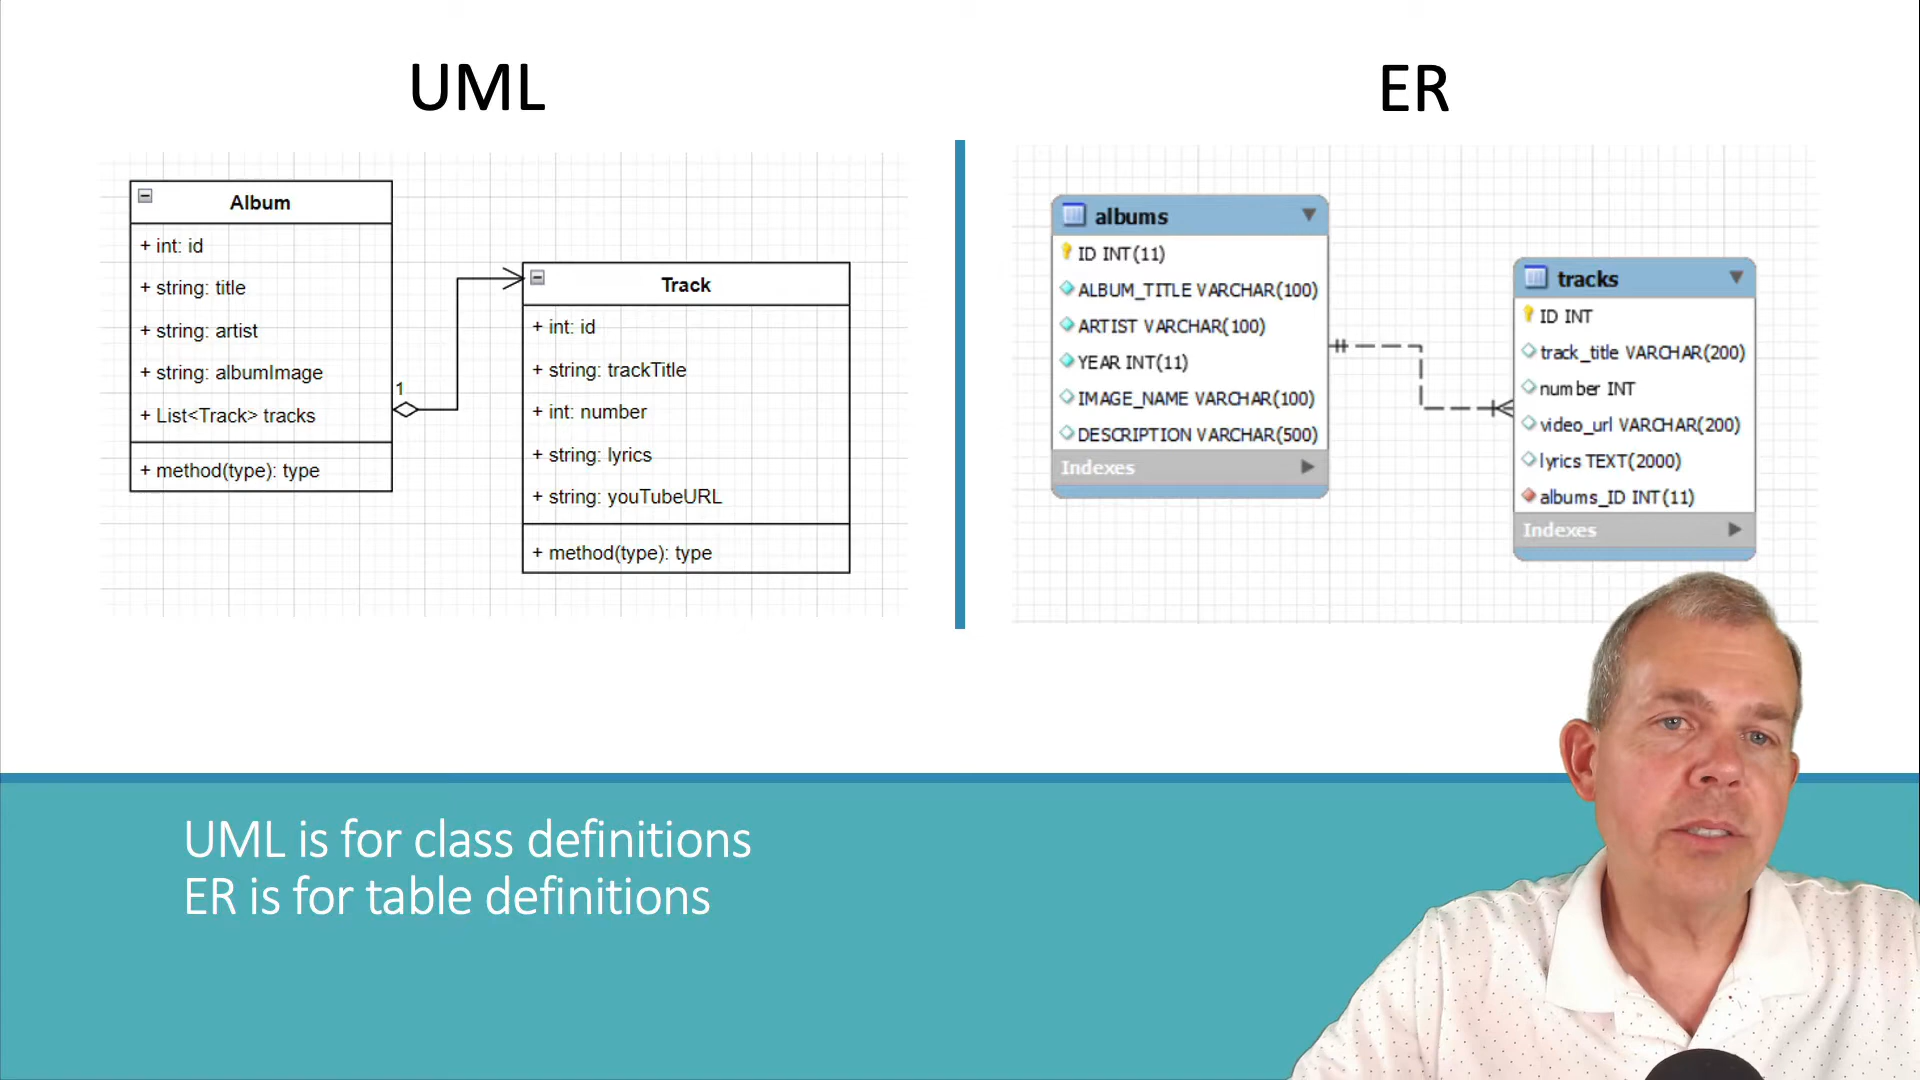 UML
ER
Album
+ int: id
+ string: title
+ string: artist
+ string: albumImage
+ List<Track> tracks
+ method(type): type
1
Track
+ int: id
+ string: trackTitle
+ int: number
+ string: lyrics
+ string: youTubeURL
+ method(type): type
albums
ID INT(11)
ALBUM_TITLE VARCHAR(100)
ARTIST VARCHAR(100)
YEAR INT(11)
IMAGE_NAME VARCHAR(100)
DESCRIPTION VARCHAR(500)
Indexes
tracks
ID INT
track_title VARCHAR(200)
number INT
video_url VARCHAR(200)
lyrics TEXT(2000)
albums_ID INT(11)
Indexes
UML is for class definitions
ER is for table definitions